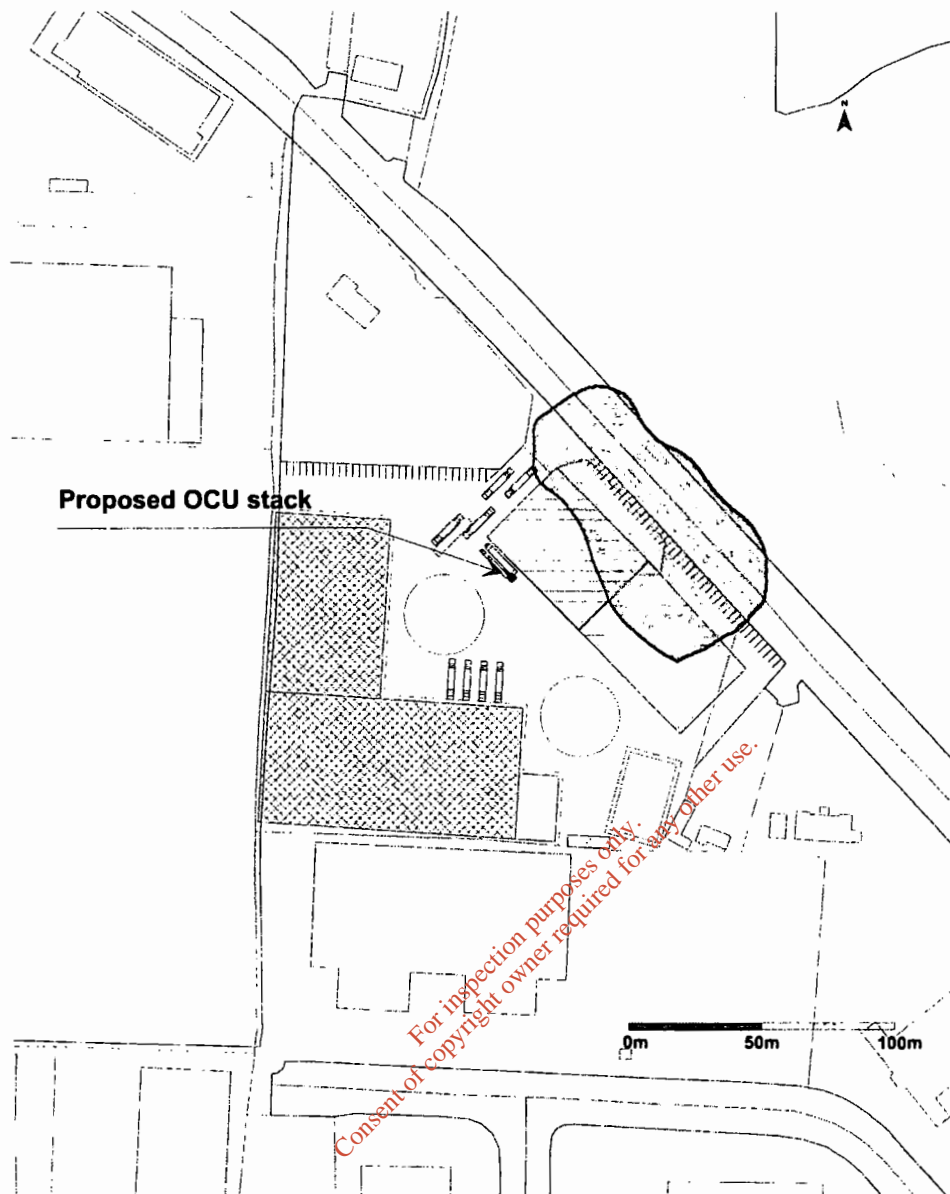 N
Proposed OCU stack
For inspection purposes only.
Consent of copyright owner required for any other use.
0m 50m 100m